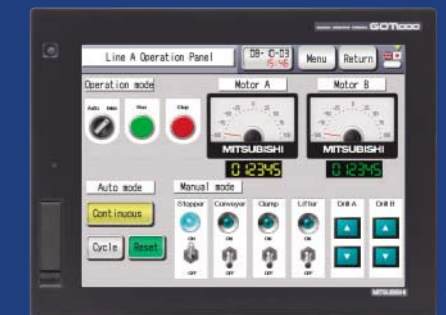 GOT1000
Line A Operation Panel
08-10-03
15:46
Menu
Return
Operation mode
Motor A
Motor B
Auto
Run
Stop
MITSUBISHI
MITSUBISHI
012345
012345
Auto mode
Manual mode
Continuous
Stopper
Conveyor
Clamp
Lifter
Drill A
Drill B
ON
ON
ON
ON
Cycle
Reset
OFF
OFF
OFF
OFF
MITSUBISHI